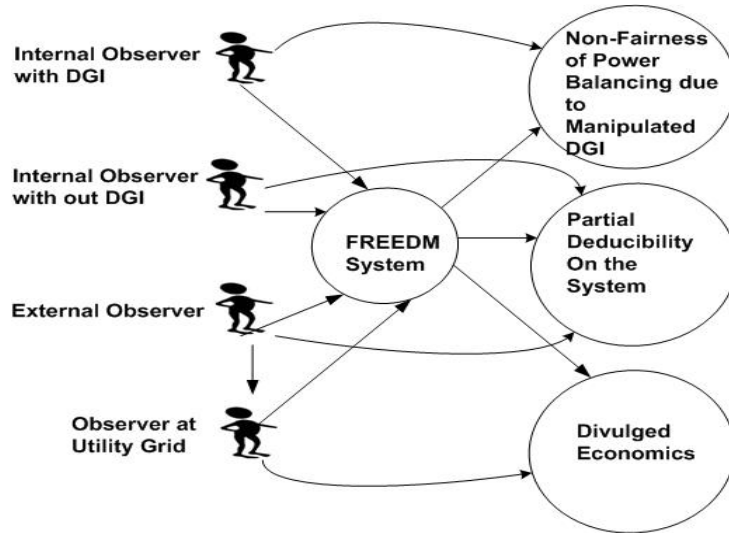 Internal Observer
with DGI
Non-Fairness
of Power
Balancing due
to
Manipulated
DGI
Internal Observer
with out DGI
FREEDM
System
Partial
Deducibility
On the
System
External Observer
Observer at
Utility Grid
Divulged
Economics